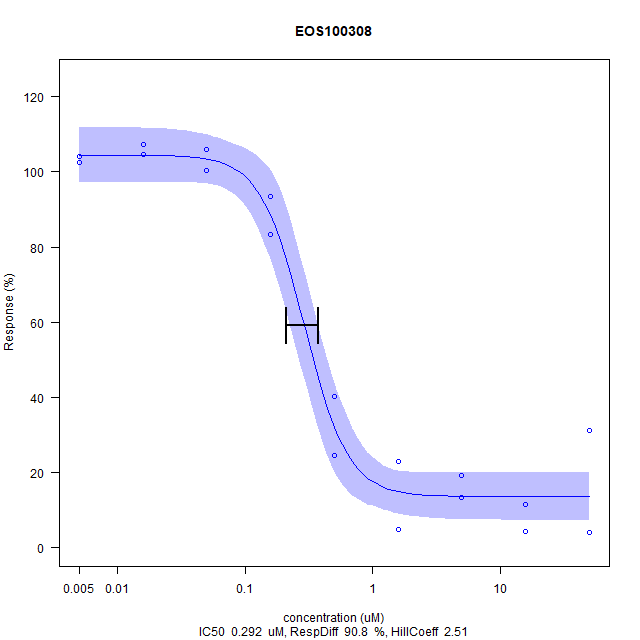 EOS100308
120
100
80
60
40
20
0
Response (%)
0.005 0.01 0.1 1 10
concentration (uM)
IC50 0.292 uM, RespDiff 90.8 %, HillCoeff 2.51